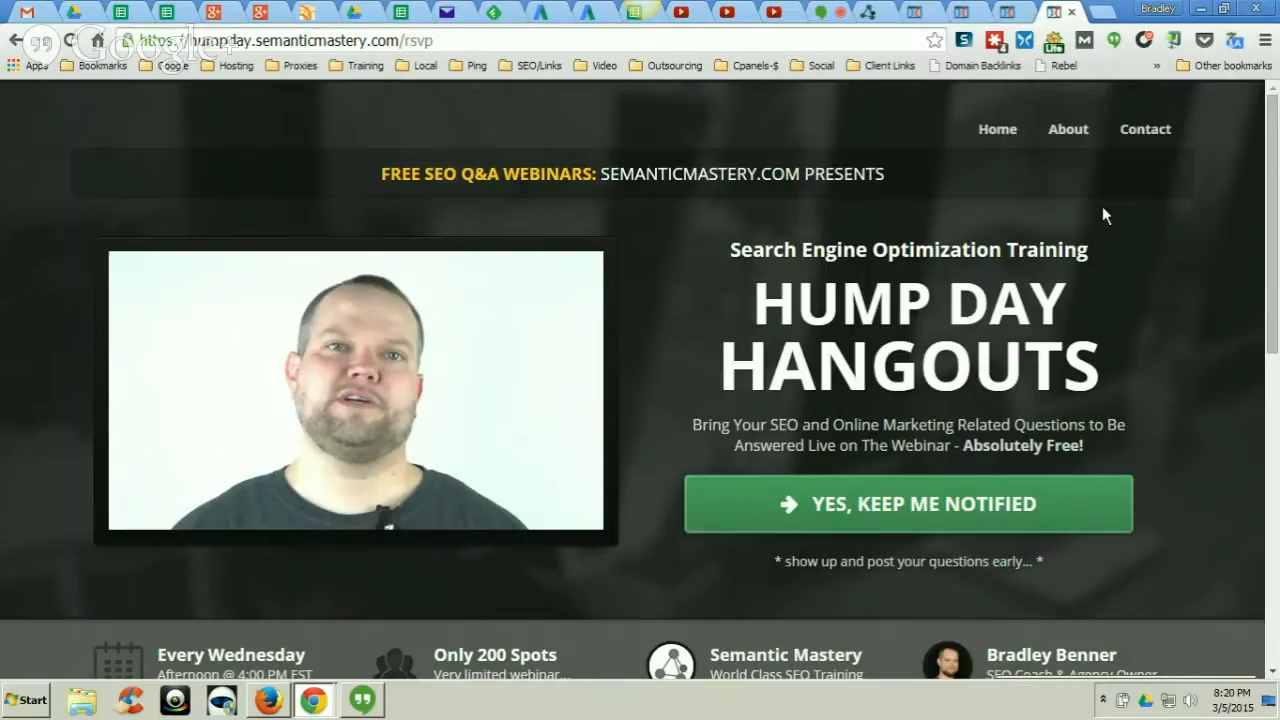 Bradley
https://humpday.semanticmastery.com/rsvp
Google+
Apps Bookmarks Google Hosting Proxies Training Local Ping SEO/Links Video Outsourcing Cpanels-$ Social Client Links Domain Backlinks Rebel » Other bookmarks
Home About Contact
FREE SEO Q&A WEBINARS: SEMANTICMASTERY.COM PRESENTS
Search Engine Optimization Training
HUMP DAY
HANGOUTS
Bring Your SEO and Online Marketing Related Questions to Be
Answered Live on The Webinar - Absolutely Free!
YES, KEEP ME NOTIFIED
* show up and post your questions early... *
Every Wednesday
Afternoon @ 4:00 PM EST
Only 200 Spots
Very limited webinar...
Semantic Mastery
World Class SEO Training
Bradley Benner
SEO Coach & Agency Owner
Start
8:20 PM
3/5/2015